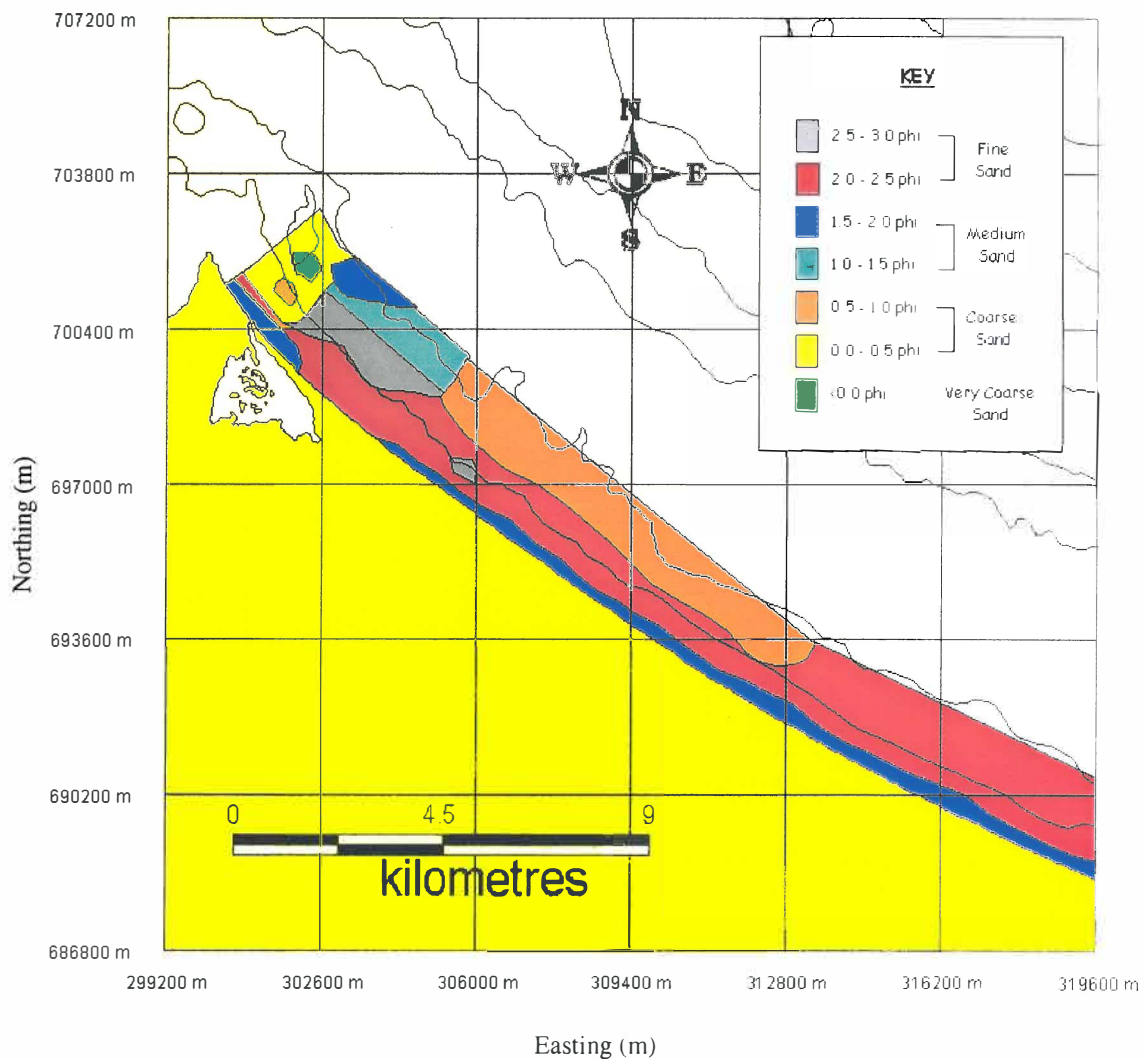 707200 m
703800 m
700400 m
697000 m
693600 m
690200 m
686800 m
Northing (m)
N
W
E
S
KEY
2.5 - 3.0 phi
2.0 - 2.5 phi
Fine
Sand
1.5 - 2.0 phi
1.0 - 1.5 phi
Medium
Sand
0.5 - 1.0 phi
0.0 - 0.5 phi
Coarse
Sand
<0.0 phi
Very Coarse
Sand
0
4.5
9
kilometres
299200 m
302600 m
306000 m
309400 m
312800 m
316200 m
319600 m
Easting (m)